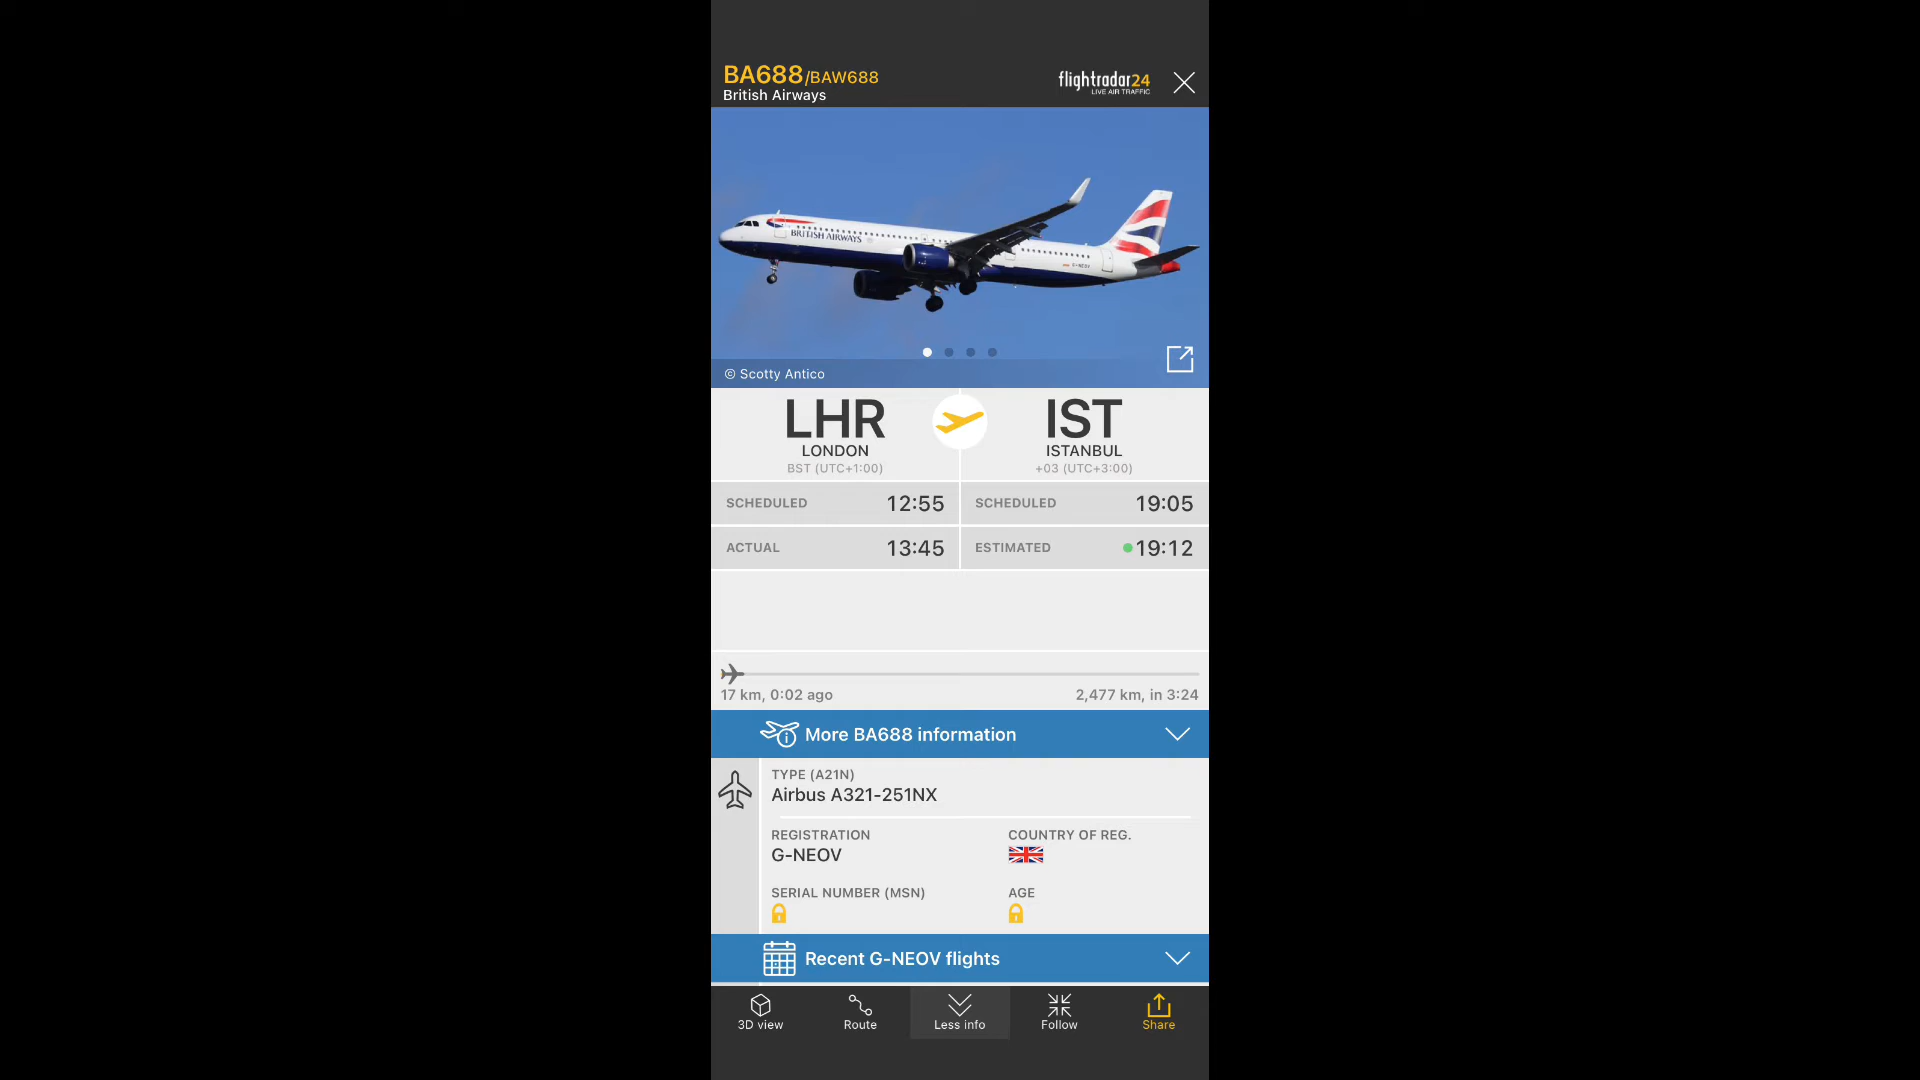 BA688/BAW688
British Airways
flightradar24
LIVE AIR TRAFFIC
BRITISH AIRWAYS
G-NEOV
© Scotty Antico
LHR
LONDON
BST (UTC+1:00)
IST
ISTANBUL
+03 (UTC+3:00)
SCHEDULED 12:55
SCHEDULED 19:05
ACTUAL 13:45
ESTIMATED 19:12
17 km, 0:02 ago
2,477 km, in 3:24
More BA688 information
TYPE (A21N)
Airbus A321-251NX
REGISTRATION
G-NEOV
COUNTRY OF REG.
SERIAL NUMBER (MSN)
AGE
Recent G-NEOV flights
3D view
Route
Less info
Follow
Share